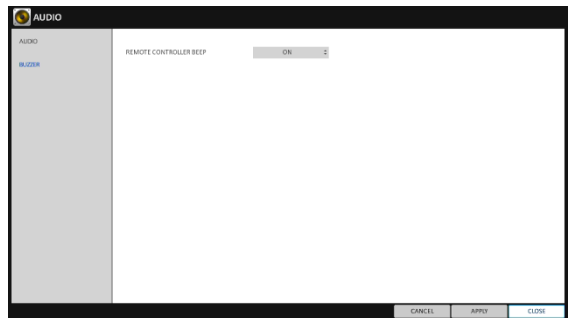 AUDIO
AUDIO
REMOTE CONTROLLER BEEP ON
BUZZER
CANCEL APPLY CLOSE